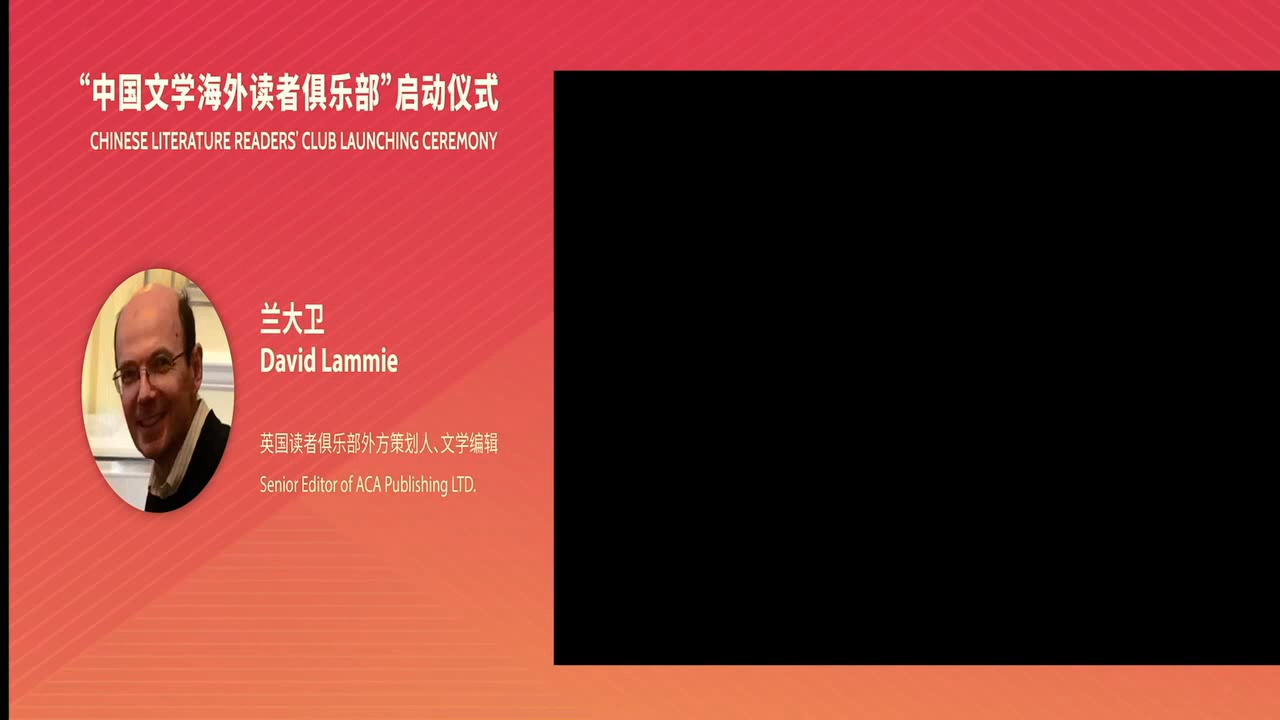 “中国文学海外读者俱乐部”启动仪式
CHINESE LITERATURE READERS' CLUB LAUNCHING CEREMONY
兰大卫
David Lammie
英国读者俱乐部外方策划人、文学编辑
Senior Editor of ACA Publishing LTD.